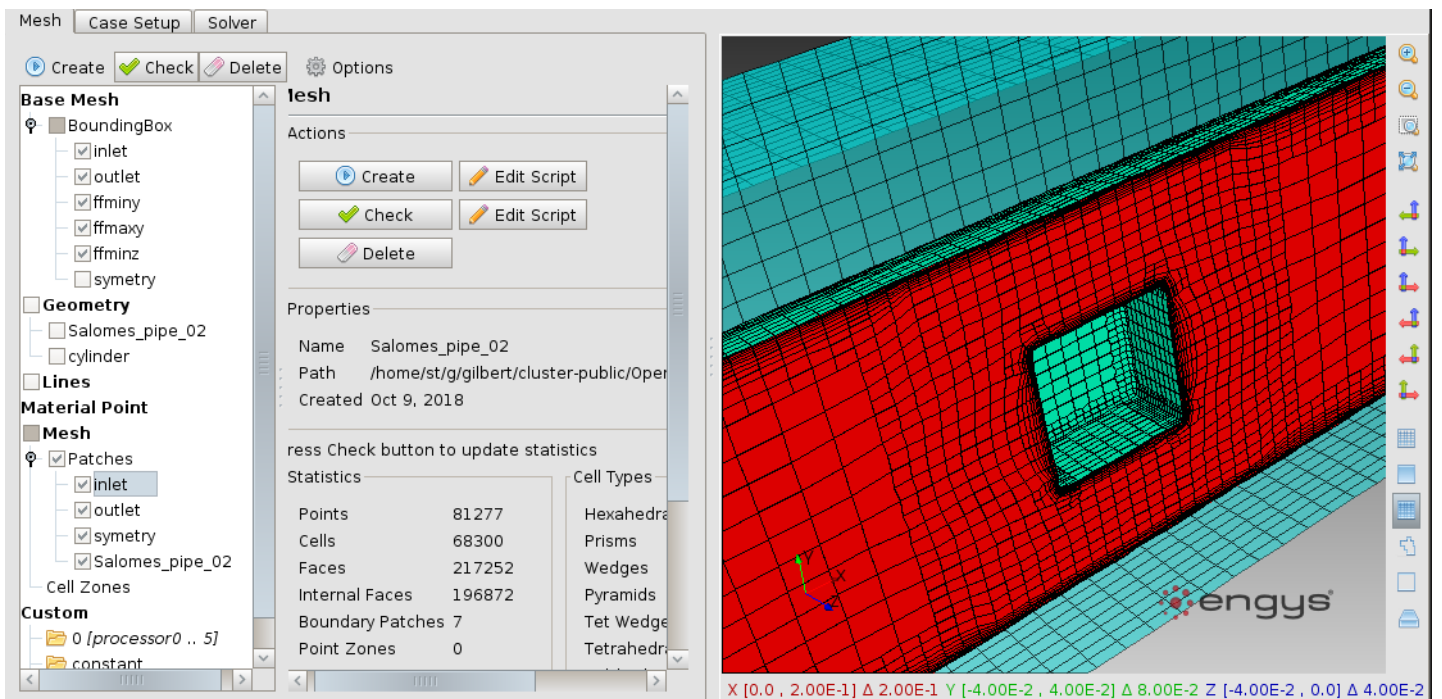 Mesh Case Setup Solver
Create Check Delete Options
Base Mesh
BoundingBox
inlet
outlet
ffminy
ffmaxy
ffminz
symetry
Geometry
Salomes_pipe_02
cylinder
Lines
Material Point
Mesh
Patches
inlet
outlet
symetry
Salomes_pipe_02
Cell Zones
Custom
0 [processor0 .. 5]
constant
Mesh
Actions
Create Edit Script
Check Edit Script
Delete
Properties
Name Salomes_pipe_02
Path /home/st/g/gilbert/cluster-public/Oper
Created Oct 9, 2018
ress Check button to update statistics
Statistics
Points 81277
Cells 68300
Faces 217252
Internal Faces 196872
Boundary Patches 7
Point Zones 0
Cell Types
Hexahedra
Prisms
Wedges
Pyramids
Tet Wedge
Tetrahedra
Y
X
Z
engys
X [0.0 , 2.00E-1] Δ 2.00E-1 Y [-4.00E-2 , 4.00E-2] Δ 8.00E-2 Z [-4.00E-2 , 0.0] Δ 4.00E-2